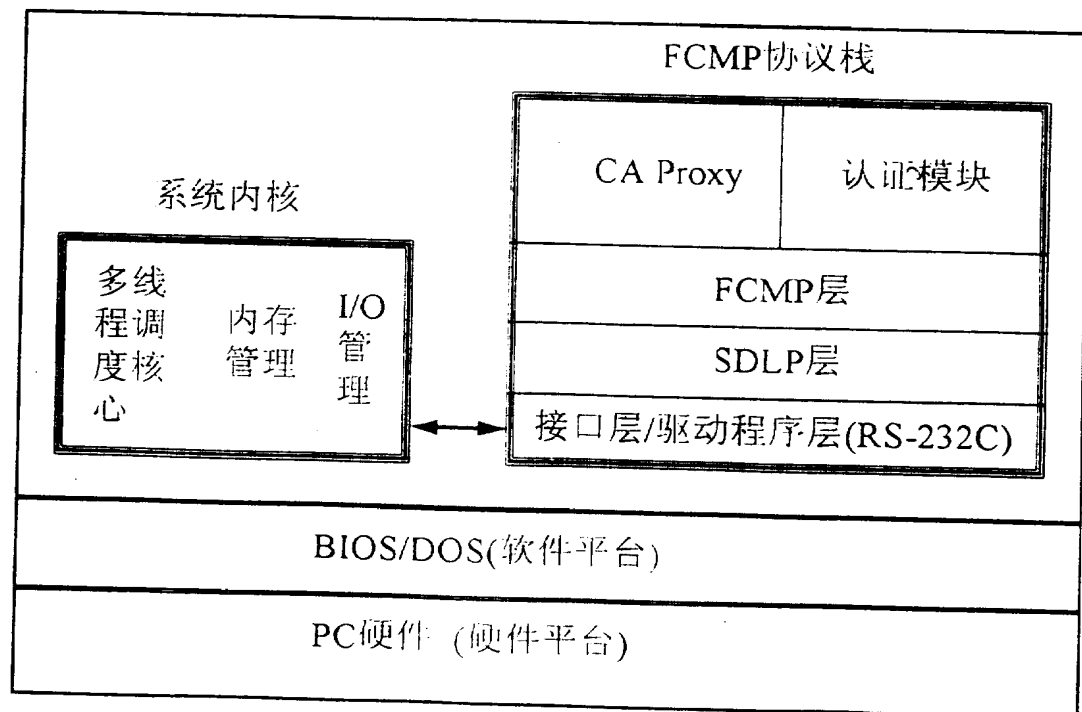 FCMP协议栈
CA Proxy
认证模块
系统内核
多线
程调
度核
心
内存
管理
I/O
管
理
FCMP层
SDLP层
接口层/驱动程序层(RS-232C)
BIOS/DOS(软件平台)
PC硬件 (硬件平台)